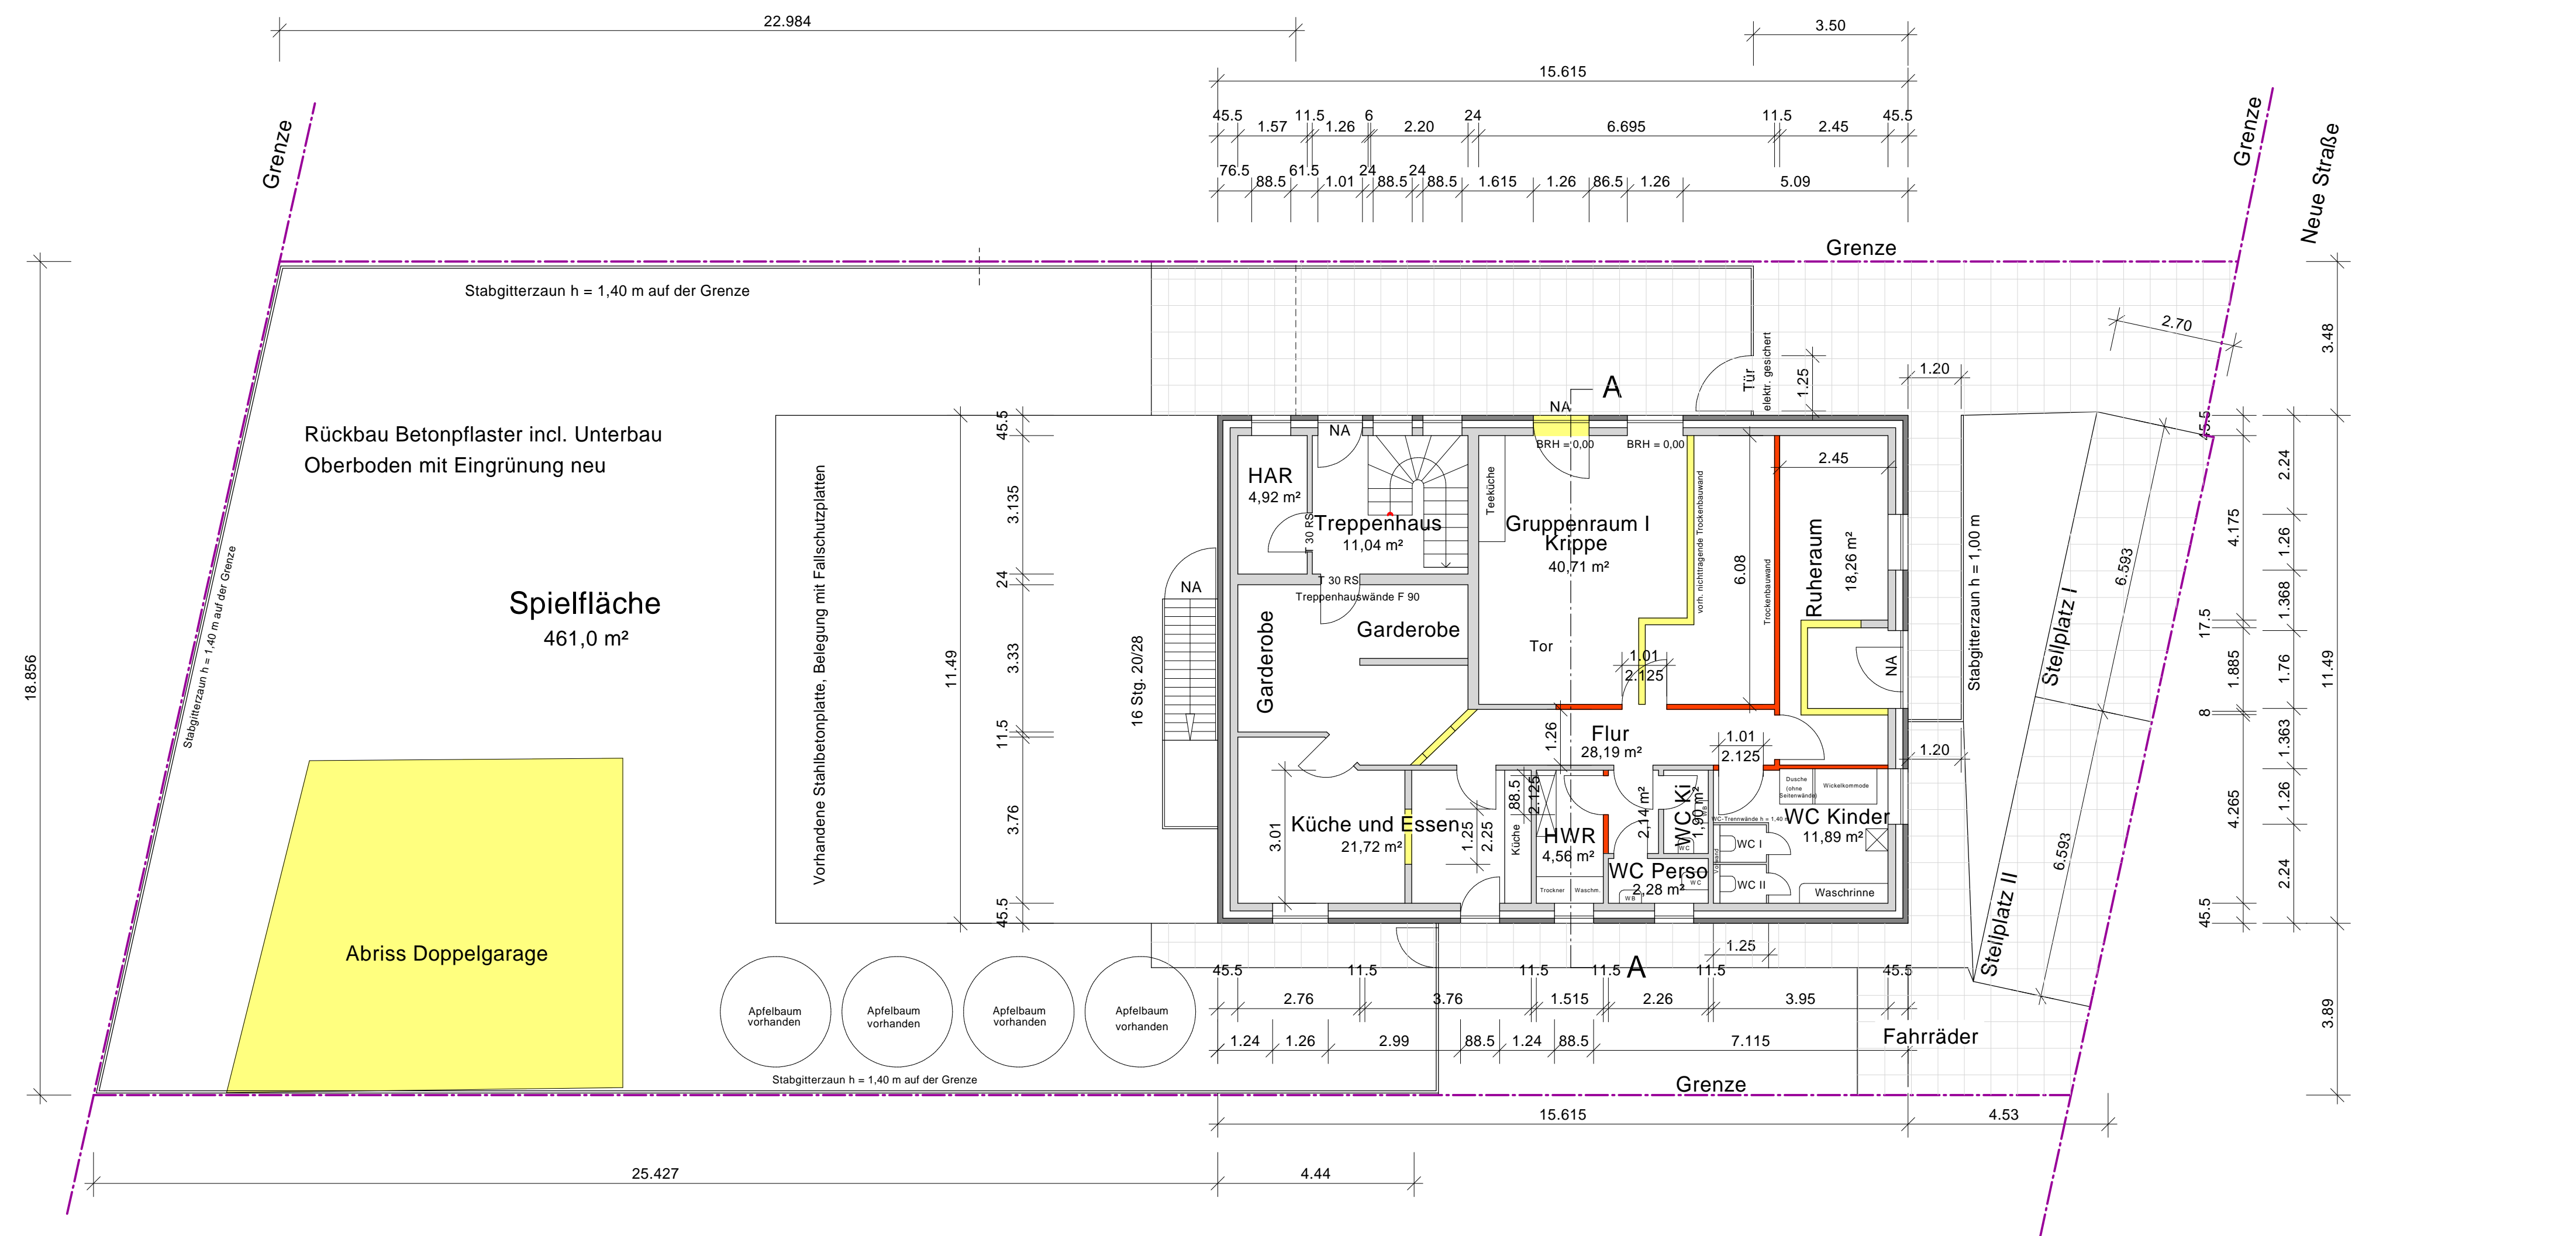 22.984
3.50
15.615
45.5
1.57
11.5
1.26
6
2.20
24
6.695
11.5
2.45
45.5
76.5
88.5
61.5
1.01
24
88.5
24
88.5
1.615
1.26
86.5
1.26
5.09
Grenze
Grenze
Neue Straße
Grenze
Stabgitterzaun h = 1,40 m auf der Grenze
2.70
3.48
Tür
elektr. gesichert
1.25
1.20
A
NA
NA
BRH = 0,00
BRH = 0,00
Rückbau Betonpflaster incl. Unterbau
Oberboden mit Eingrünung neu
Vorhandene Stahlbetonplatte, Belegung mit Fallschutzplatten
Stabgitterzaun h = 1,40 m auf der Grenze
18.856
Spielfläche
461,0 m²
11.49
45.5
3.135
24
3.33
11.5
3.76
45.5
16 Stg. 20/28
NA
HAR
4,92 m²
T 30 RS
Treppenhaus
11,04 m²
T 30 RS
Treppenhauswände F 90
Garderobe
Garderobe
Teeküche
Gruppenraum I
Krippe
40,71 m²
Tor
vorh. nichttragende Trockenbauwand
6.08
Trockenbauwand
2.45
Ruheraum
18,26 m²
NA
1.01
2.125
Stabgitterzaun h = 1,00 m
Stellplatz I
6.593
Stellplatz II
6.593
45.5
4.175
17.5
1.885
8
4.265
45.5
2.24
1.26
1.368
1.76
1.363
1.26
2.24
11.49
3.89
1.26
Flur
28,19 m²
1.01
2.125
1.20
Küche und Essen
21,72 m²
3.01
1.25
2.25
88.5
2.125
Küche
HWR
4,56 m²
Trockner
Waschm.
2,14 m²
WC Ki
1,90 m²
WB
WC
WC Perso
2,28 m²
WC
WB
Vorwand
Dusche
(ohne
Seitenwände)
Wickelkommode
WC-Trennwände h = 1,40 m
WC Kinder
11,89 m²
WC I
WC II
Waschrinne
Abriss Doppelgarage
Apfelbaum
vorhanden
Apfelbaum
vorhanden
Apfelbaum
vorhanden
Apfelbaum
vorhanden
1.25
A
45.5
2.76
11.5
3.76
11.5
1.515
11.5
2.26
11.5
3.95
45.5
1.24
1.26
2.99
88.5
1.24
88.5
7.115
Fahrräder
Stabgitterzaun h = 1,40 m auf der Grenze
Grenze
15.615
4.53
25.427
4.44